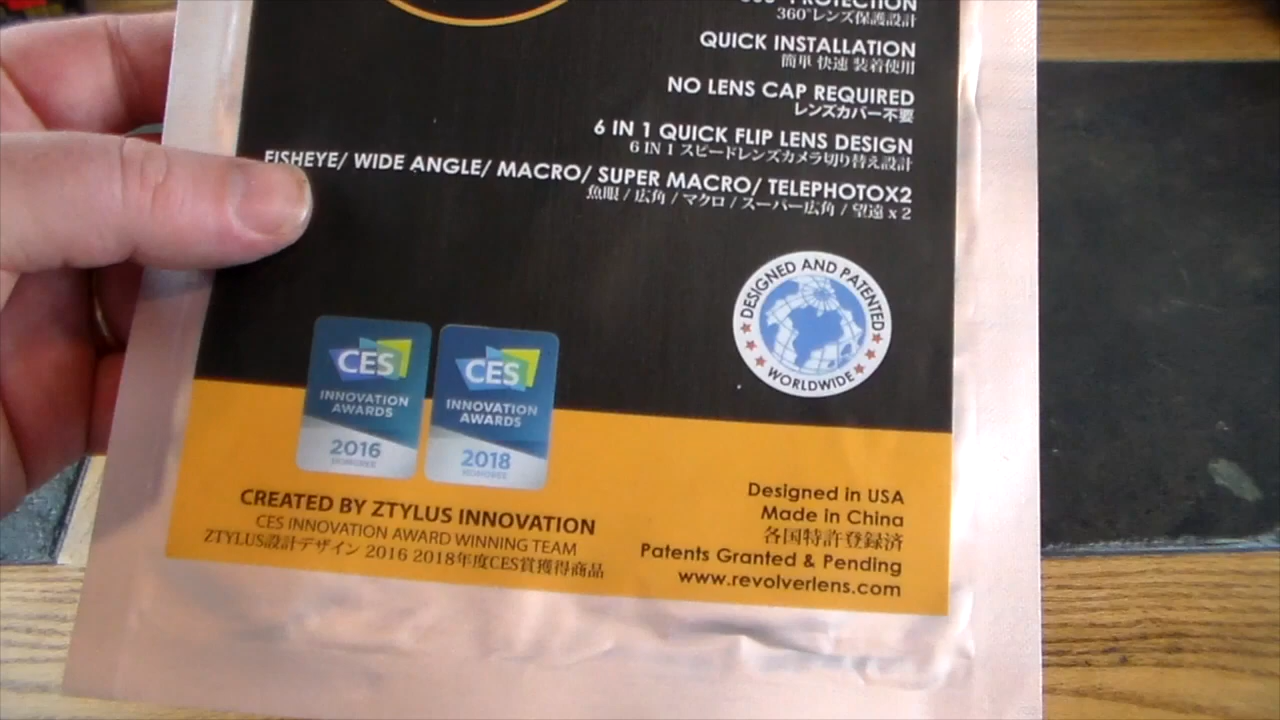 360° PROTECTION
360°レンズ保護設計
QUICK INSTALLATION
簡単 快速 装着使用
NO LENS CAP REQUIRED
レンズカバー不要
6 IN 1 QUICK FLIP LENS DESIGN
6 IN 1 スピードレンズカメラ切り替え設計
FISHEYE/ WIDE ANGLE/ MACRO/ SUPER MACRO/ TELEPHOTOX2
魚眼 / 広角 / マクロ / スーパー広角 / 望遠 x 2
DESIGNED AND PATENTED
WORLDWIDE
CES
INNOVATION
AWARDS
2016
HONOREE
CES
INNOVATION
AWARDS
2018
HONOREE
CREATED BY ZTYLUS INNOVATION
CES INNOVATION AWARD WINNING TEAM
ZTYLUS設計デザイン 2016 2018年度CES賞獲得商品
Designed in USA
Made in China
各国特許登録済
Patents Granted & Pending
www.revolverlens.com